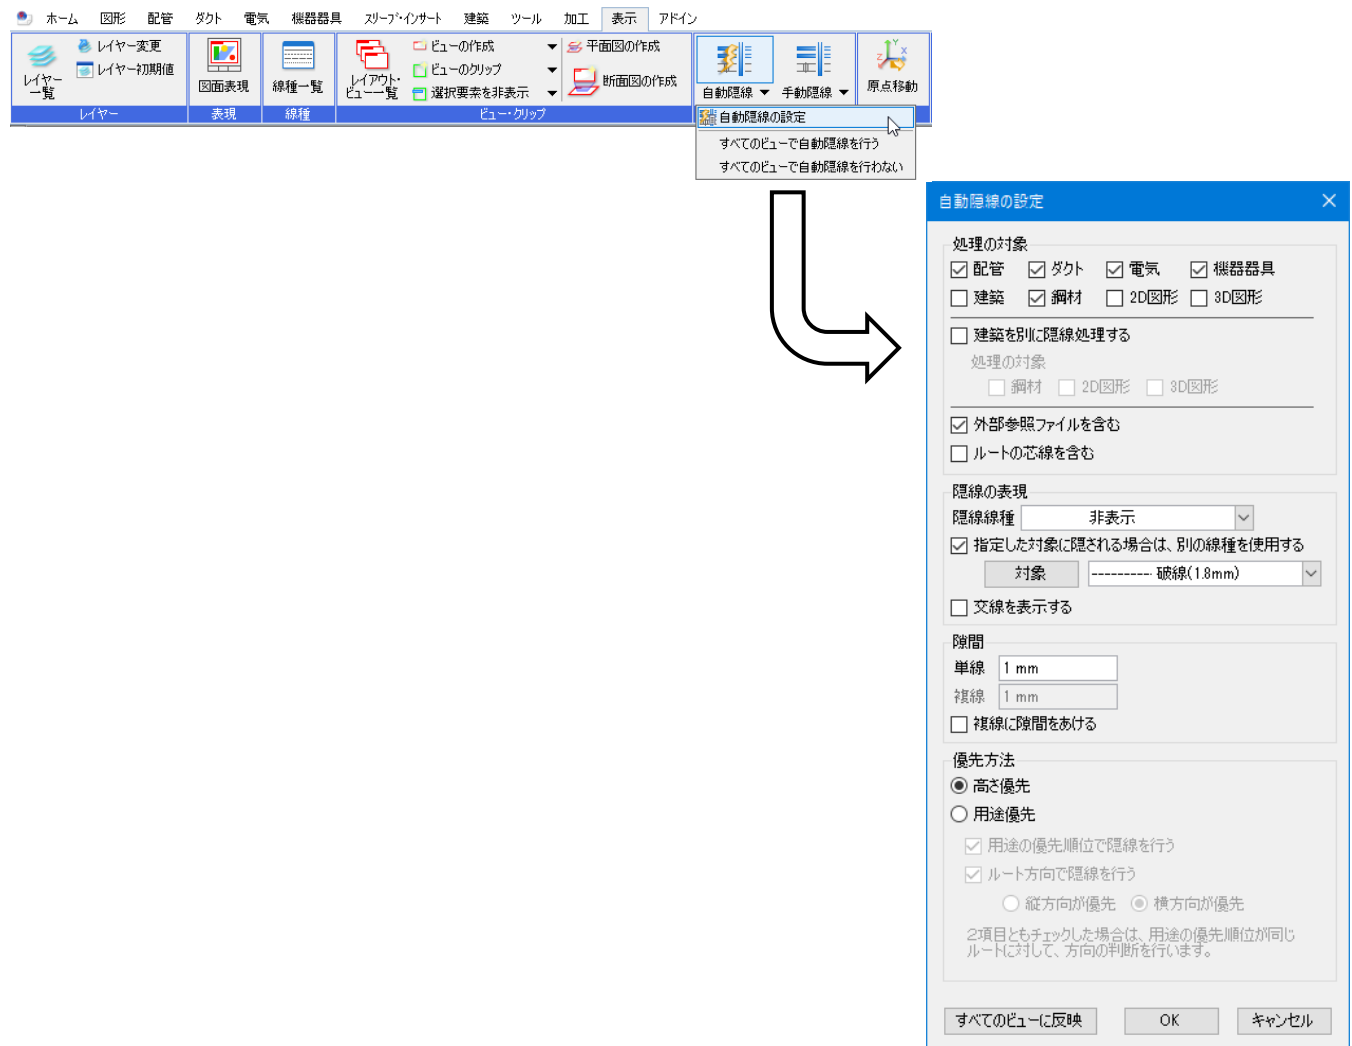 ホーム 図形 配管 ダクト 電気 機器器具 スリーブ・インサート 建築 ツール 加工 表示 アドイン
レイヤー一覧
レイヤー変更
レイヤー初期値
レイヤー
図面表現
表現
線種一覧
線種
レイアウト・
ビュー一覧
ビューの作成
ビューのクリップ
選択要素を非表示
平面図の作成
断面図の作成
ビュー・クリップ
自動隠線
手動隠線
原点移動
自動隠線の設定
すべてのビューで自動隠線を行う
すべてのビューで自動隠線を行わない
自動隠線の設定
処理の対象
配管 ダクト 電気 機器器具
建築 鋼材 2D図形 3D図形
建築を別に隠線処理する
処理の対象
鋼材 2D図形 3D図形
外部参照ファイルを含む
ルートの芯線を含む
隠線の表現
隠線線種 非表示
指定した対象に隠される場合は、別の線種を使用する
対象 ---------- 破線(1.8mm)
交線を表示する
隙間
単線 1 mm
複線 1 mm
複線に隙間をあける
優先方法
高さ優先
用途優先
用途の優先順位で隠線を行う
ルート方向で隠線を行う
縦方向が優先 横方向が優先
2項目ともチェックした場合は、用途の優先順位が同じ
ルートに対して、方向の判断を行います。
すべてのビューに反映 OK キャンセル